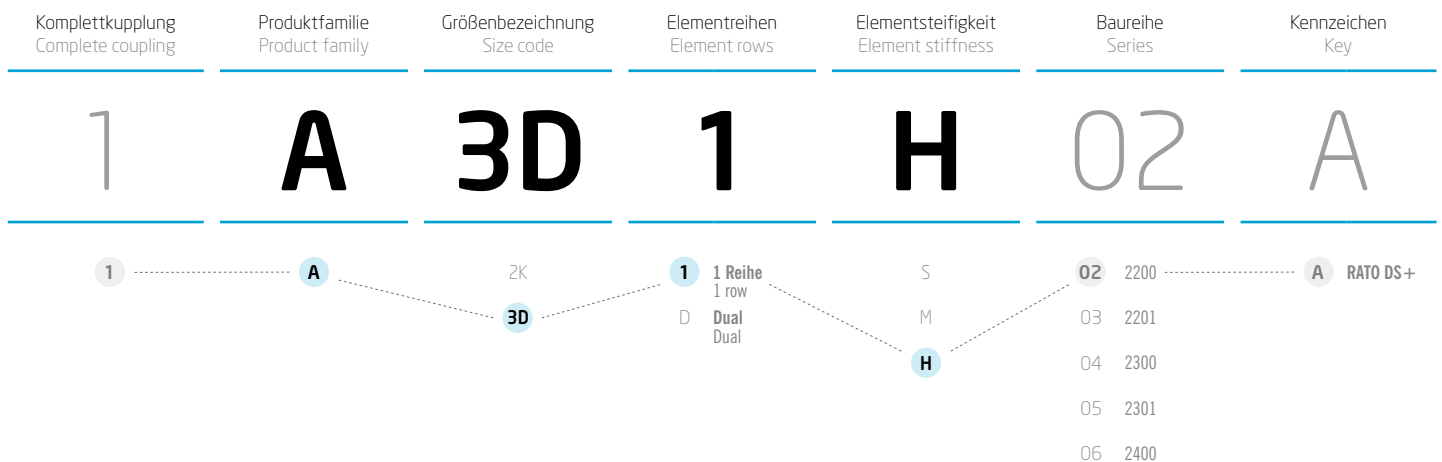 Komplettkupplung Produktfamilie Größenbezeichnung Elementreihen Elementsteifigkeit Baureihe Kennzeichen
Complete coupling Product family Size code Element rows Element stiffness Series Key
1 A 3D 1 H 02 A
1 A 2K 1 1 Reihe S 02 2200 A RATO DS+
1 row
3D D Dual M 03 2201
Dual
H 04 2300
05 2301
06 2400